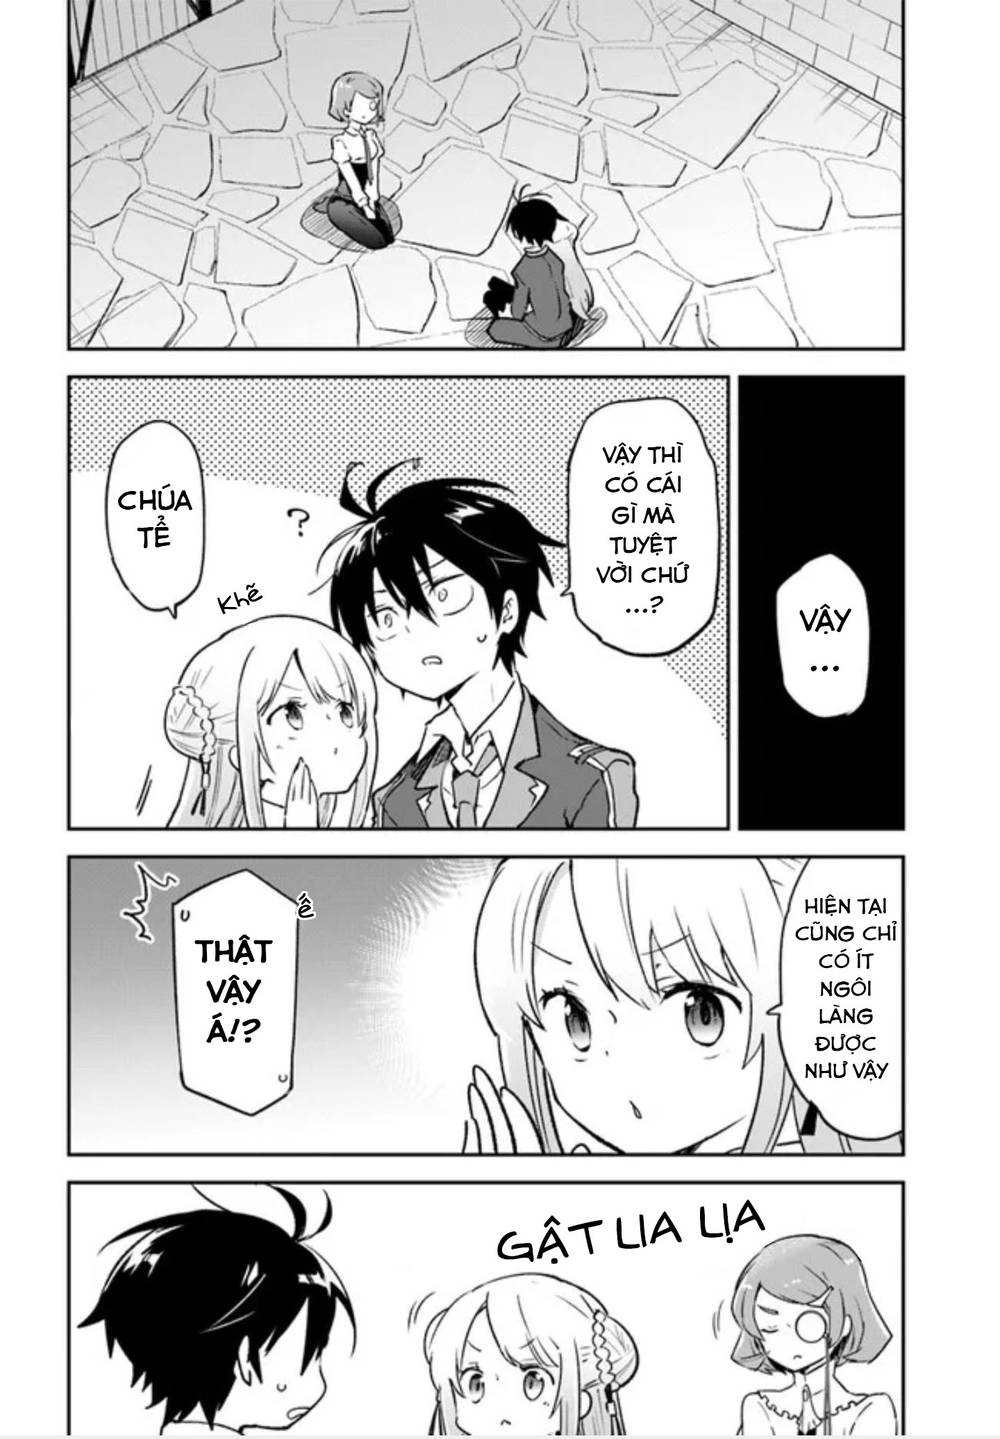 VẬY
...
VẬY THÌ
CÓ CÁI
GÌ MÀ
TUYỆT
VỜI CHỨ
...?
?
CHÚA
TỂ
Khẽ
HIỆN TẠI
CŨNG CHỈ
CÓ ÍT
NGÔI
LÀNG
ĐƯỢC
NHƯ VẬY
ế
THẬT
VẬY
Á!?
GẬT LIA LỊA